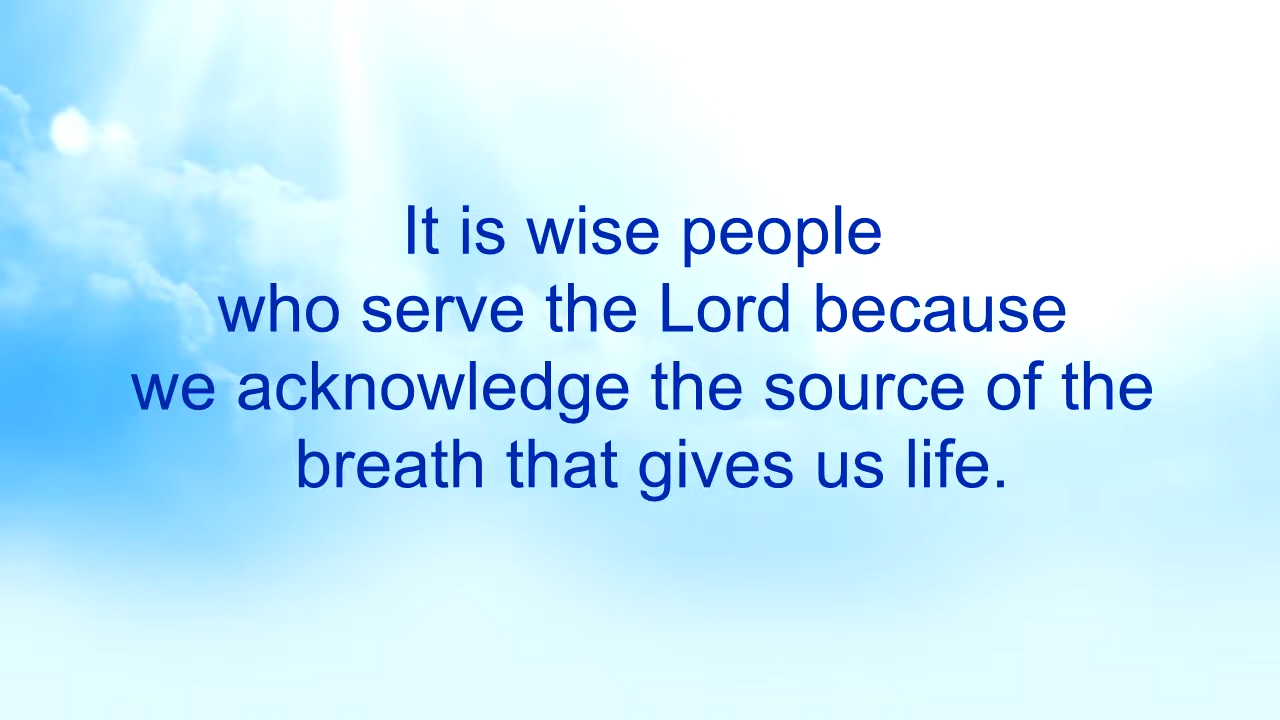 It is wise people
who serve the Lord because
we acknowledge the source of the
breath that gives us life.